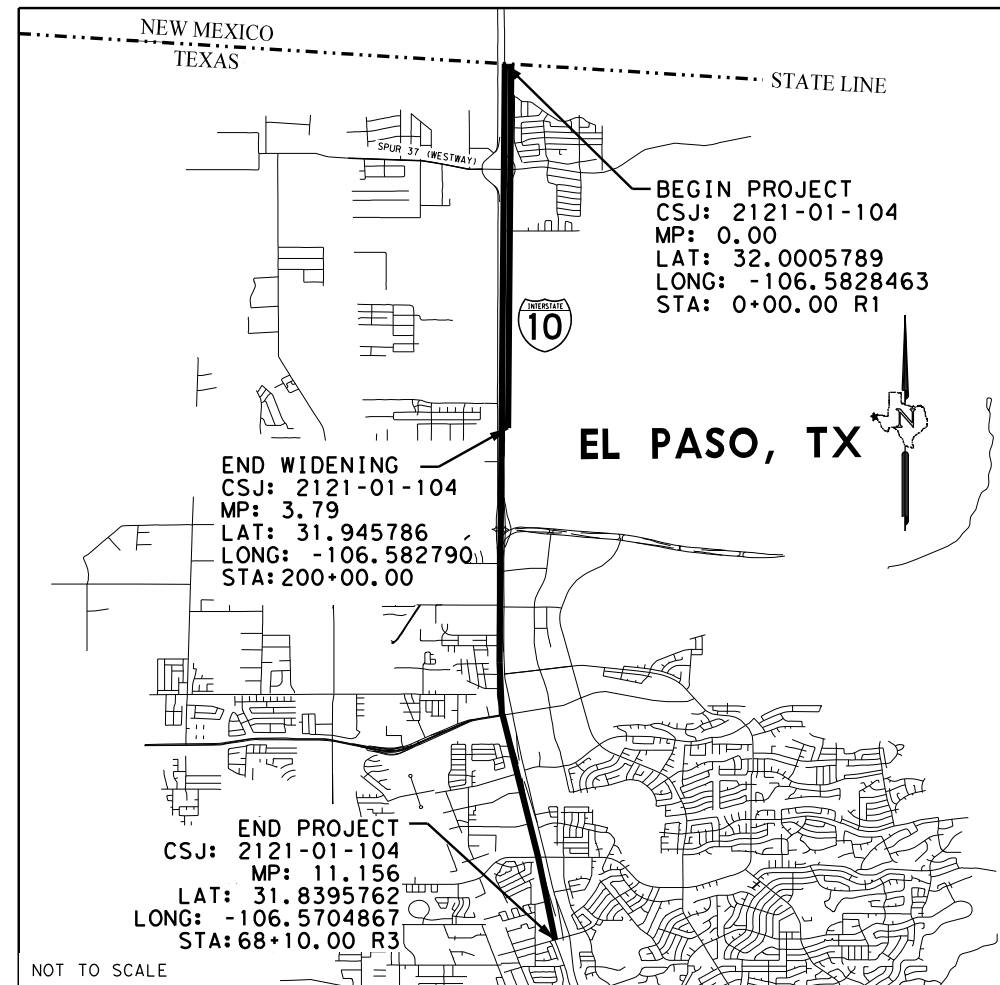 NEW MEXICO
TEXAS
STATE LINE
SPUR 37 (WESTWAY)
BEGIN PROJECT
CSJ: 2121-01-104
MP: 0.00
LAT: 32.0005789
LONG: -106.5828463
STA: 0+00.00 R1
INTERSTATE
10
N
EL PASO, TX
END WIDENING
CSJ: 2121-01-104
MP: 3.79
LAT: 31.945786
LONG: -106.582790
STA:200+00.00
END PROJECT
CSJ: 2121-01-104
MP: 11.156
LAT: 31.8395762
LONG: -106.5704867
STA:68+10.00 R3
NOT TO SCALE